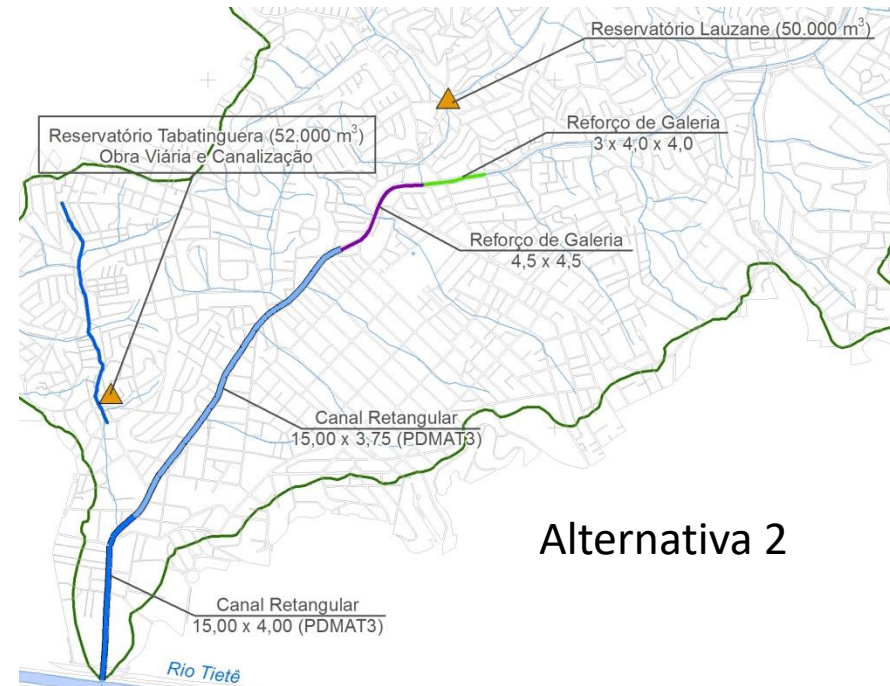 Reservatório Lauzane (50.000 m³)
Reservatório Tabatinguera (52.000 m³)
Obra Viária e Canalização
Reforço de Galeria
3 x 4,0 x 4,0
Reforço de Galeria
4,5 x 4,5
Canal Retangular
15,00 x 3,75 (PDMAT3)
Alternativa 2
Canal Retangular
15,00 x 4,00 (PDMAT3)
Rio Tietê